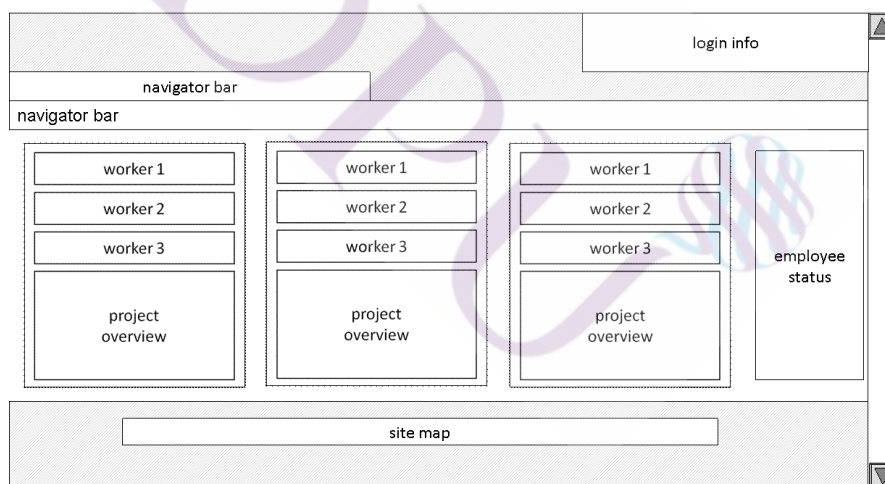 login info
navigator bar
navigator bar
worker 1
worker 2
worker 3
project
overview
worker 1
worker 2
worker 3
project
overview
worker 1
worker 2
worker 3
project
overview
employee
status
site map